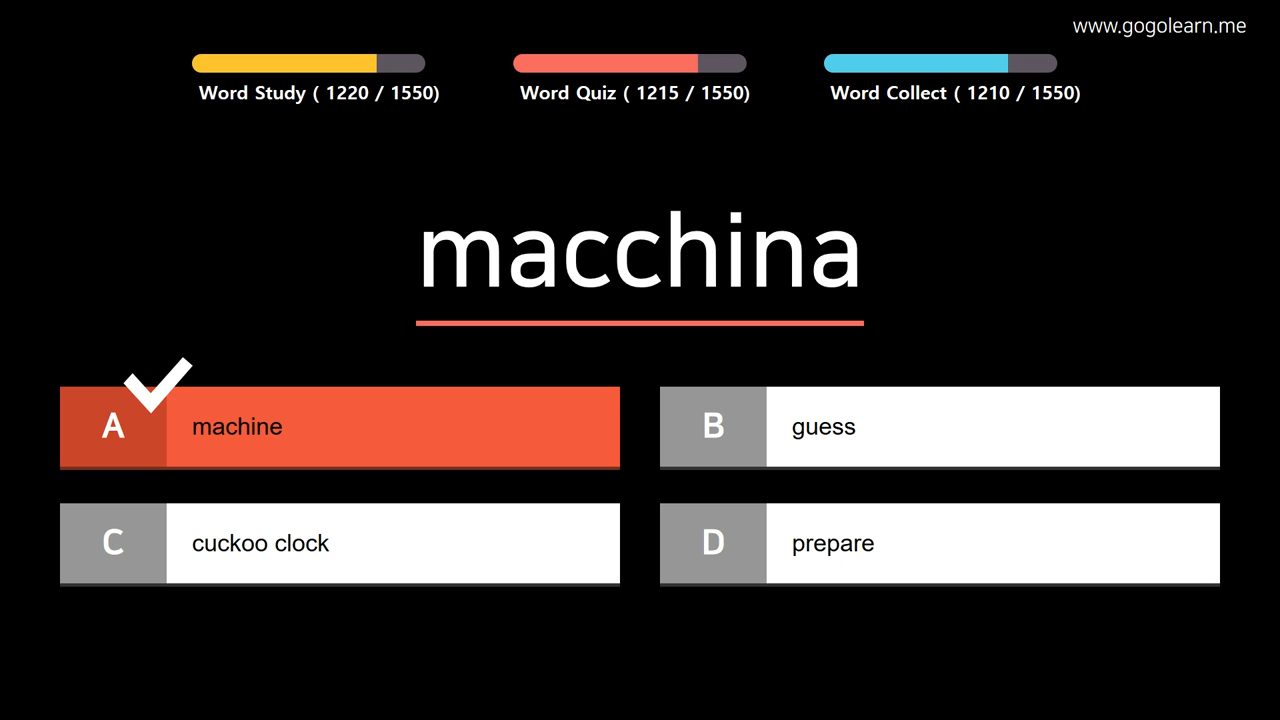 www.gogolearn.me
Word Study ( 1220 / 1550)
Word Quiz ( 1215 / 1550)
Word Collect ( 1210 / 1550)
macchina
A machine
B guess
C cuckoo clock
D prepare